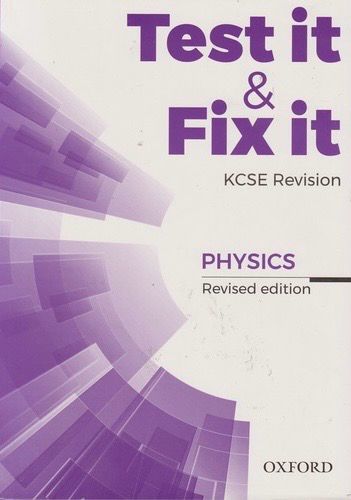 Test it
&
Fix it
KCSE Revision
PHYSICS
Revised edition
OXFORD